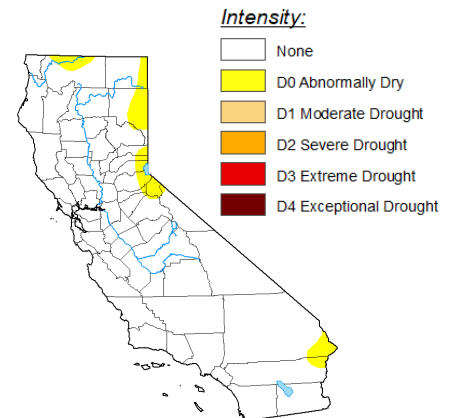 Intensity:
None
D0 Abnormally Dry
D1 Moderate Drought
D2 Severe Drought
D3 Extreme Drought
D4 Exceptional Drought